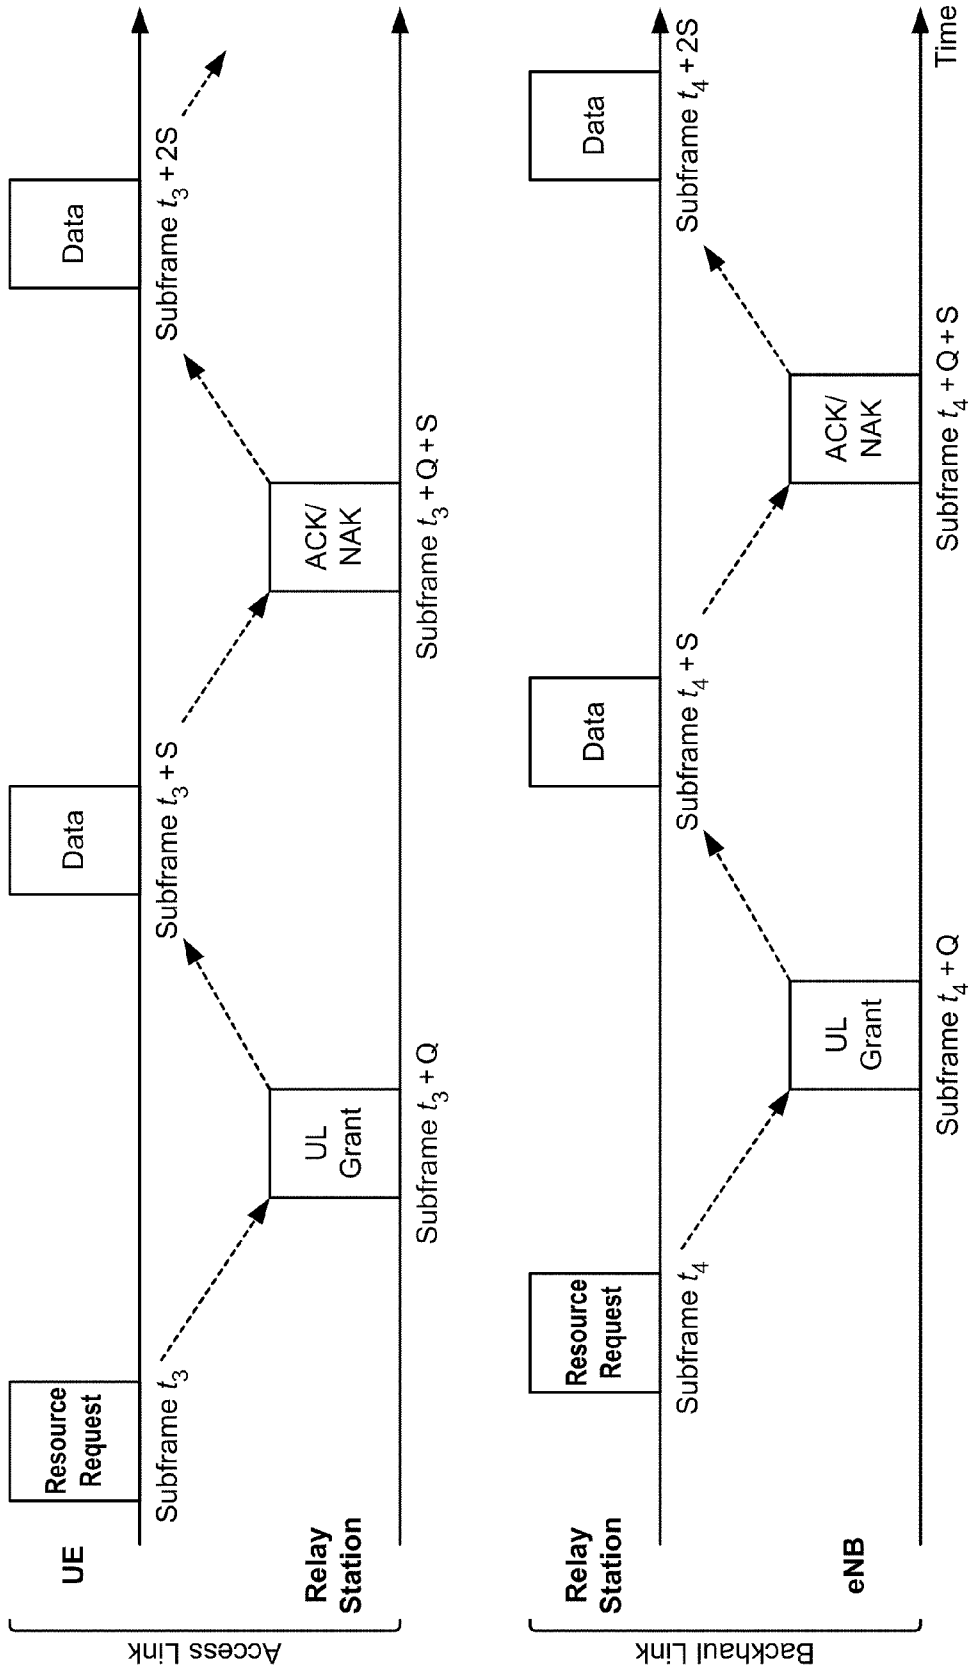 Access Link
UE
Resource
Request
Data
Data
Subframe t3
Subframe t3 + S
Subframe t3 + 2S
Relay
Station
UL
Grant
ACK/
NAK
Subframe t3 + Q
Subframe t3 + Q + S
Backhaul Link
Relay
Station
Resource
Request
Data
Data
Subframe t4
Subframe t4 + S
Subframe t4 + 2S
eNB
UL
Grant
ACK/
NAK
Subframe t4 + Q
Subframe t4 + Q + S
Time